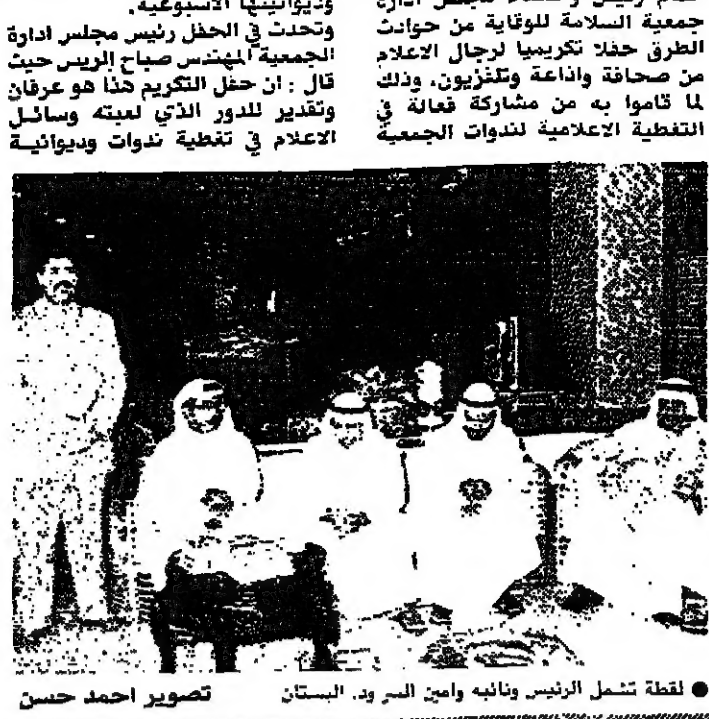 جمعية السلامة للوقاية من حوادث
الطرق حفلا تكريميا لرجال الاعلام
من صحافة واذاعة وتلفزيون، وذلك
لما قاموا به من مشاركة فعالة في
التغطية الاعلامية لندوات الجمعية
وديوانيتها الاسبوعية.
وتحدث في الحفل رئيس مجلس ادارة
الجمعية المهندس صباح الريس حيث
قال : ان حفل التكريم هذا هو عرفان
وتقدير للدور الذي لعبته وسائل
الاعلام في تغطية ندوات وديوانية
● لقطة تشمل الرئيس ونائبه وامين السر ود. البستان
تصوير احمد حسن